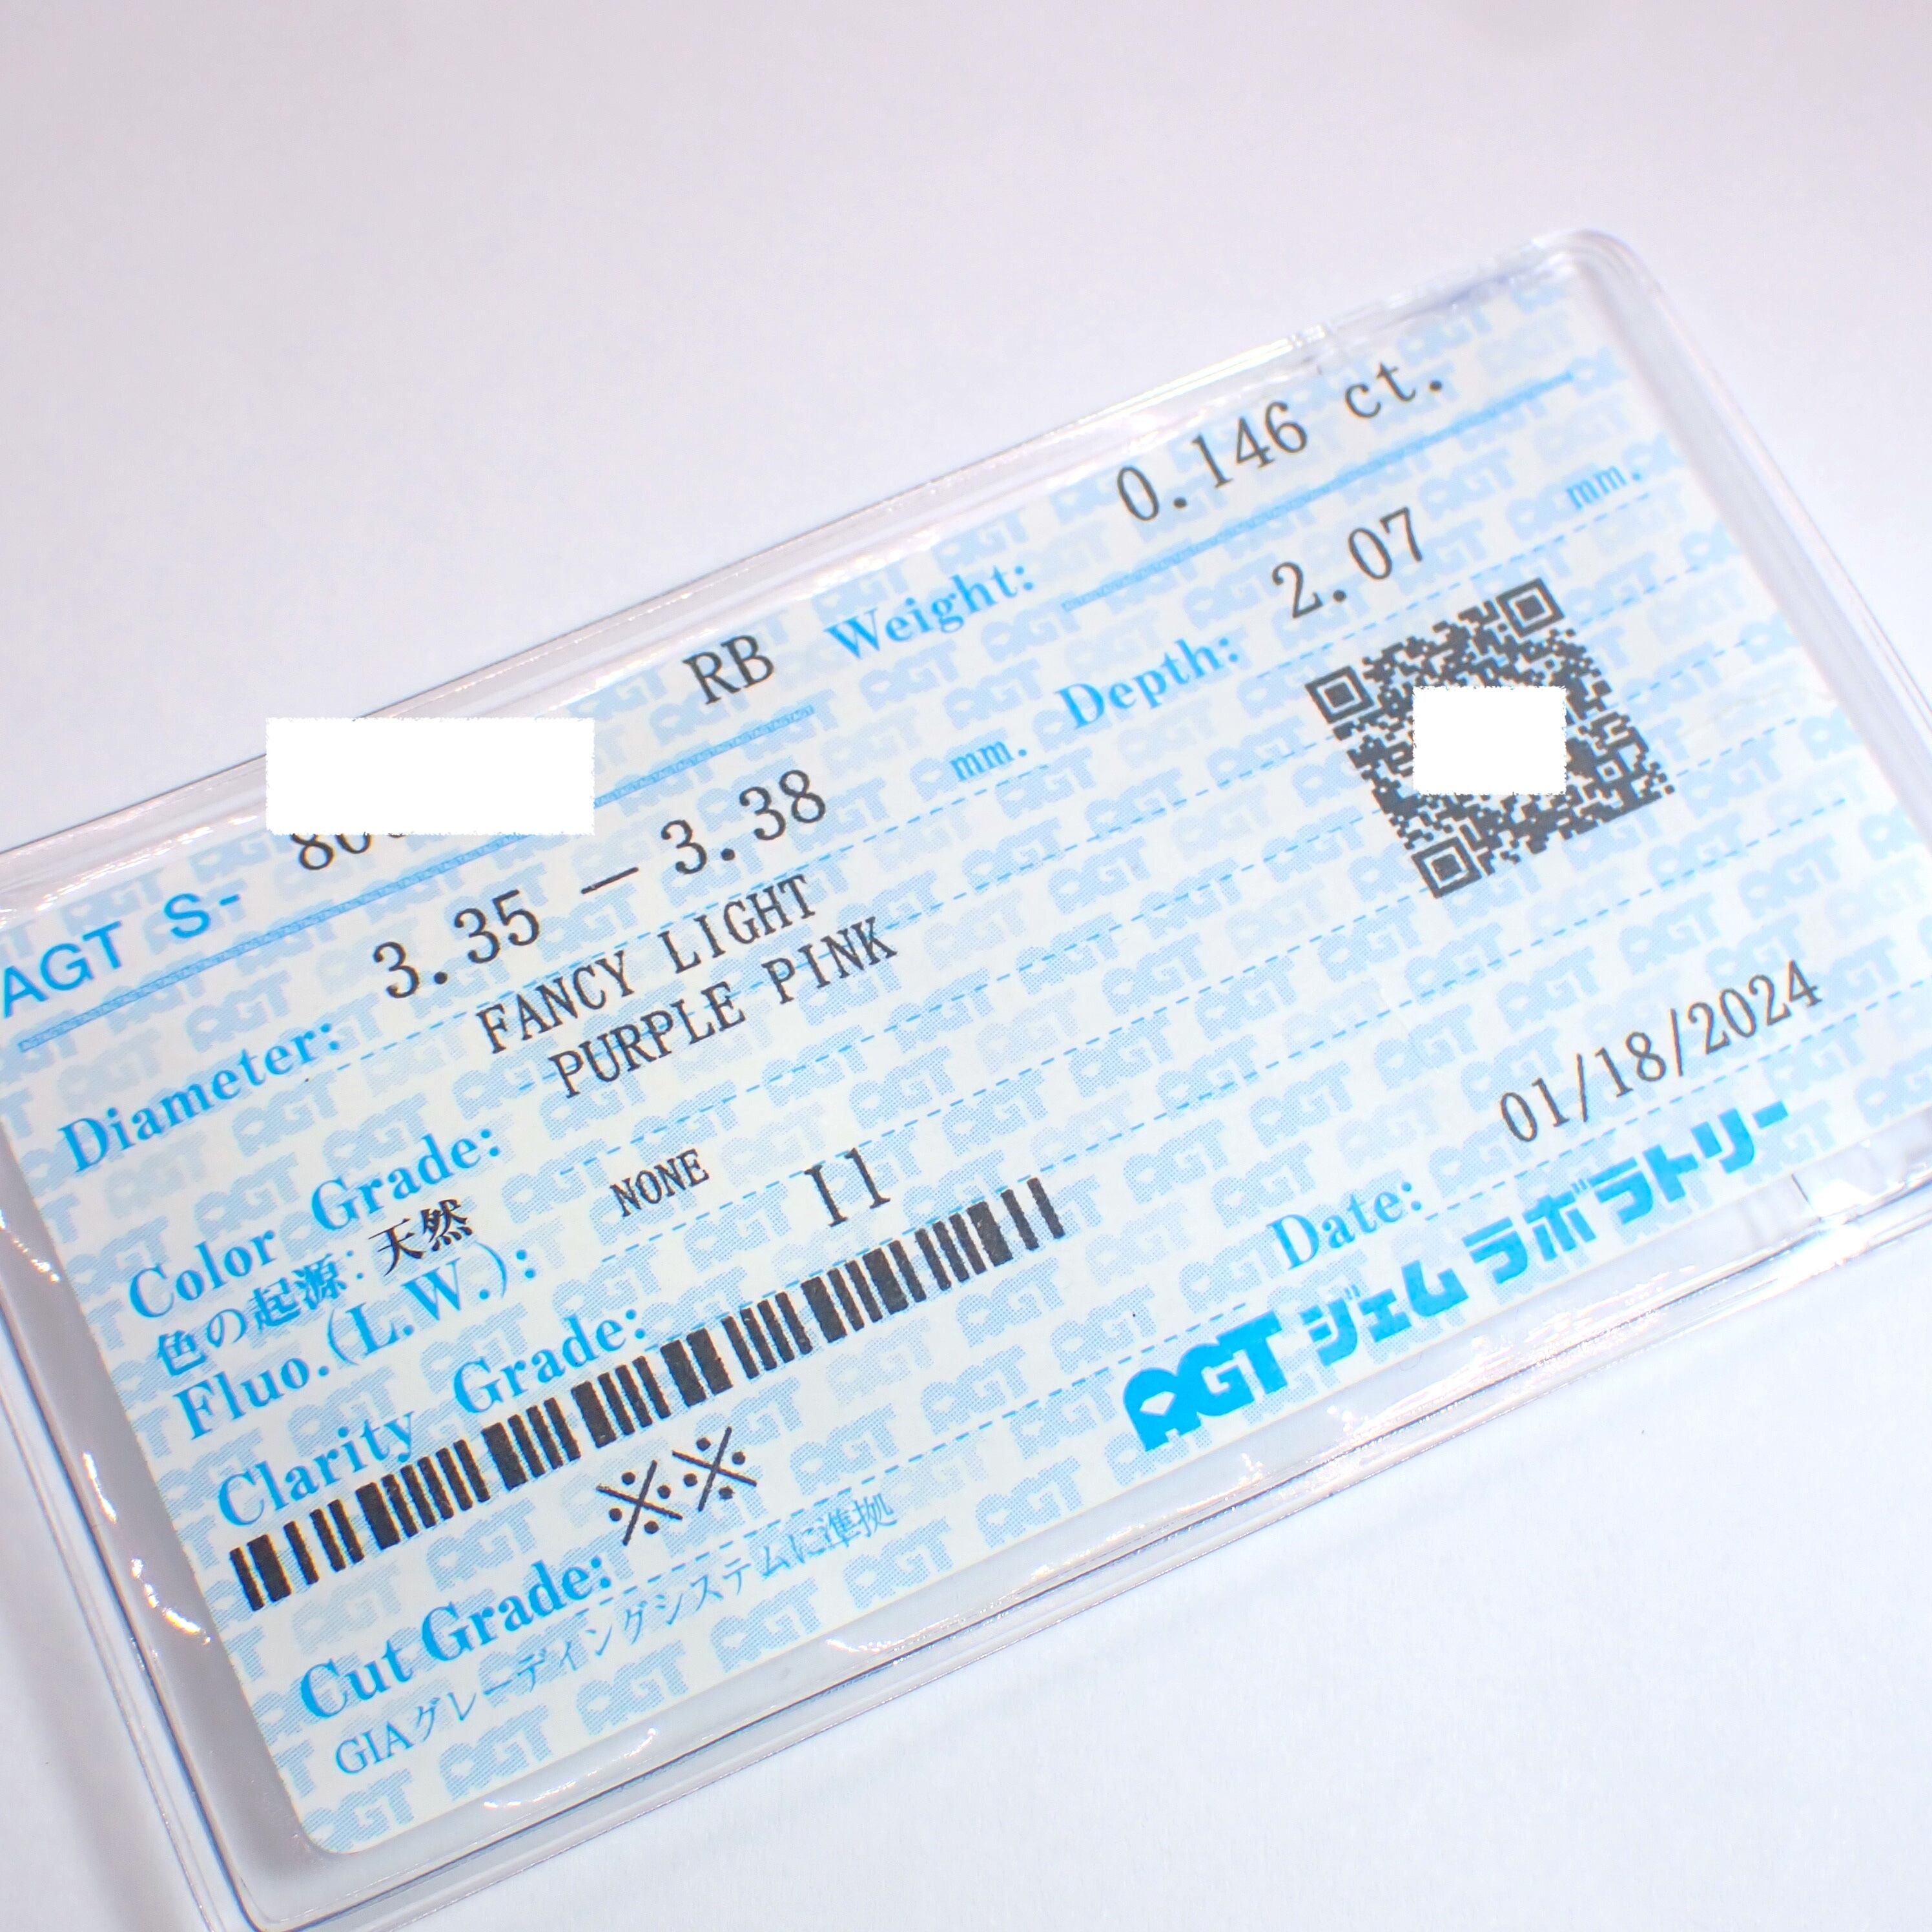 AGT S- RB Weight: 0.146 ct.
Diameter: 3.35 — 3.38 mm. Depth: 2.07 mm.
Color Grade: FANCY LIGHT
PURPLE PINK
色の起源: 天然
Fluo.(L.W.): NONE
Clarity Grade: I1
Cut Grade: ※※
Date: 01/18/2024
GIAグレーディングシステムに準拠
AGTジェムラボラトリー